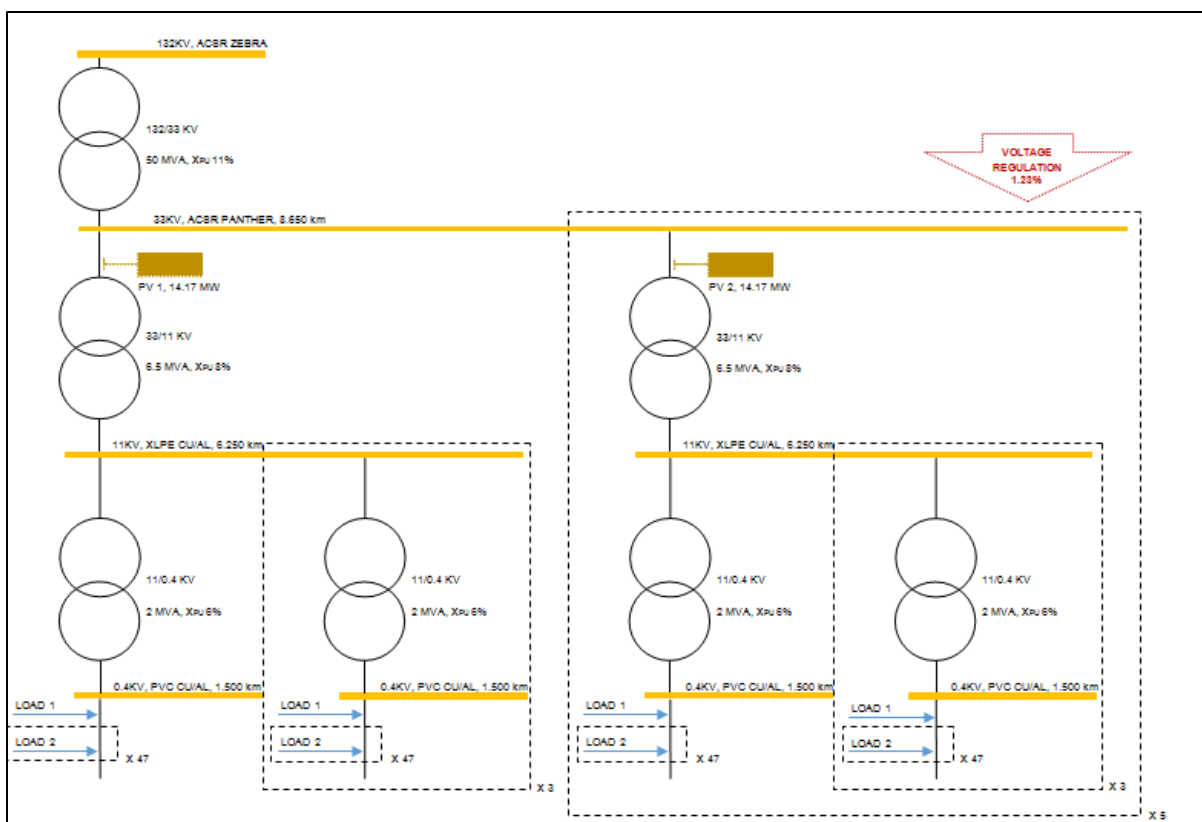 132KV, ACSR ZEBRA
132/33 KV
50 MVA, XPU 11%
VOLTAGE
REGULATION
1.23%
33KV, ACSR PANTHER, 8.650 km
PV 1, 14.17 MW
PV 2, 14.17 MW
33/11 KV
33/11 KV
6.5 MVA, XPU 8%
6.5 MVA, XPU 8%
11KV, XLPE CU/AL, 6.250 km
11KV, XLPE CU/AL, 6.250 km
11/0.4 KV
11/0.4 KV
11/0.4 KV
11/0.4 KV
2 MVA, XPU 6%
2 MVA, XPU 6%
2 MVA, XPU 6%
2 MVA, XPU 6%
0.4KV, PVC CU/AL, 1.500 km
0.4KV, PVC CU/AL, 1.500 km
0.4KV, PVC CU/AL, 1.500 km
0.4KV, PVC CU/AL, 1.500 km
LOAD 1
LOAD 1
LOAD 1
LOAD 1
LOAD 2
LOAD 2
LOAD 2
LOAD 2
X 47
X 47
X 47
X 47
X 3
X 3
X 5